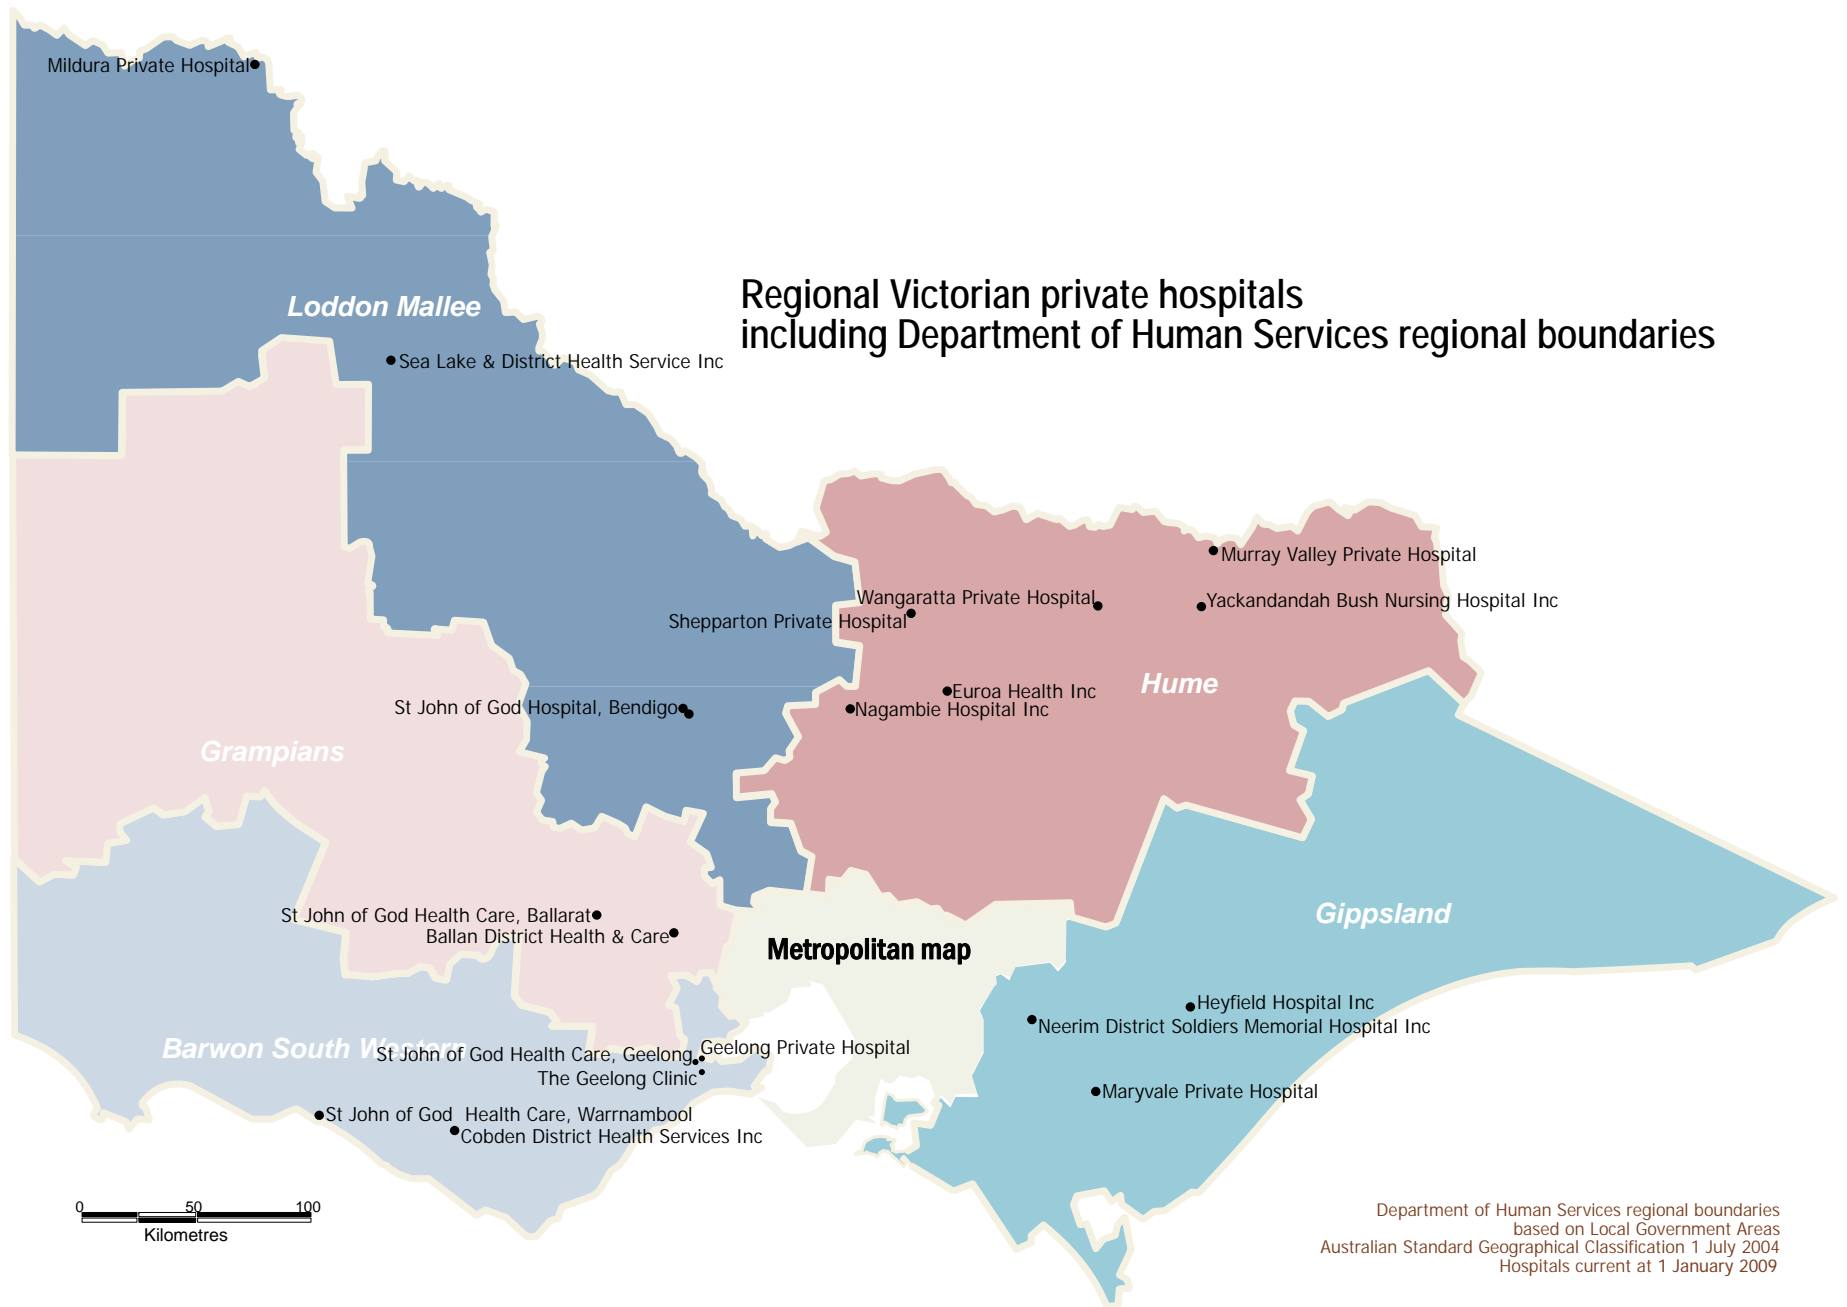 Mildura Private Hospital
Regional Victorian private hospitals
including Department of Human Services regional boundaries
Loddon Mallee
Sea Lake & District Health Service Inc
Murray Valley Private Hospital
Wangaratta Private Hospital
Yackandandah Bush Nursing Hospital Inc
Shepparton Private Hospital
Hume
Euroa Health Inc
St John of God Hospital, Bendigo
Nagambie Hospital Inc
Grampians
St John of God Health Care, Ballarat
Gippsland
Ballan District Health & Care
Metropolitan map
Heyfield Hospital Inc
Neerim District Soldiers Memorial Hospital Inc
Barwon South Western
Geelong Private Hospital
St John of God Health Care, Geelong
The Geelong Clinic
Maryvale Private Hospital
St John of God Health Care, Warrnambool
Cobden District Health Services Inc
0 50 100
Kilometres
Department of Human Services regional boundaries
based on Local Government Areas
Australian Standard Geographical Classification 1 July 2004
Hospitals current at 1 January 2009